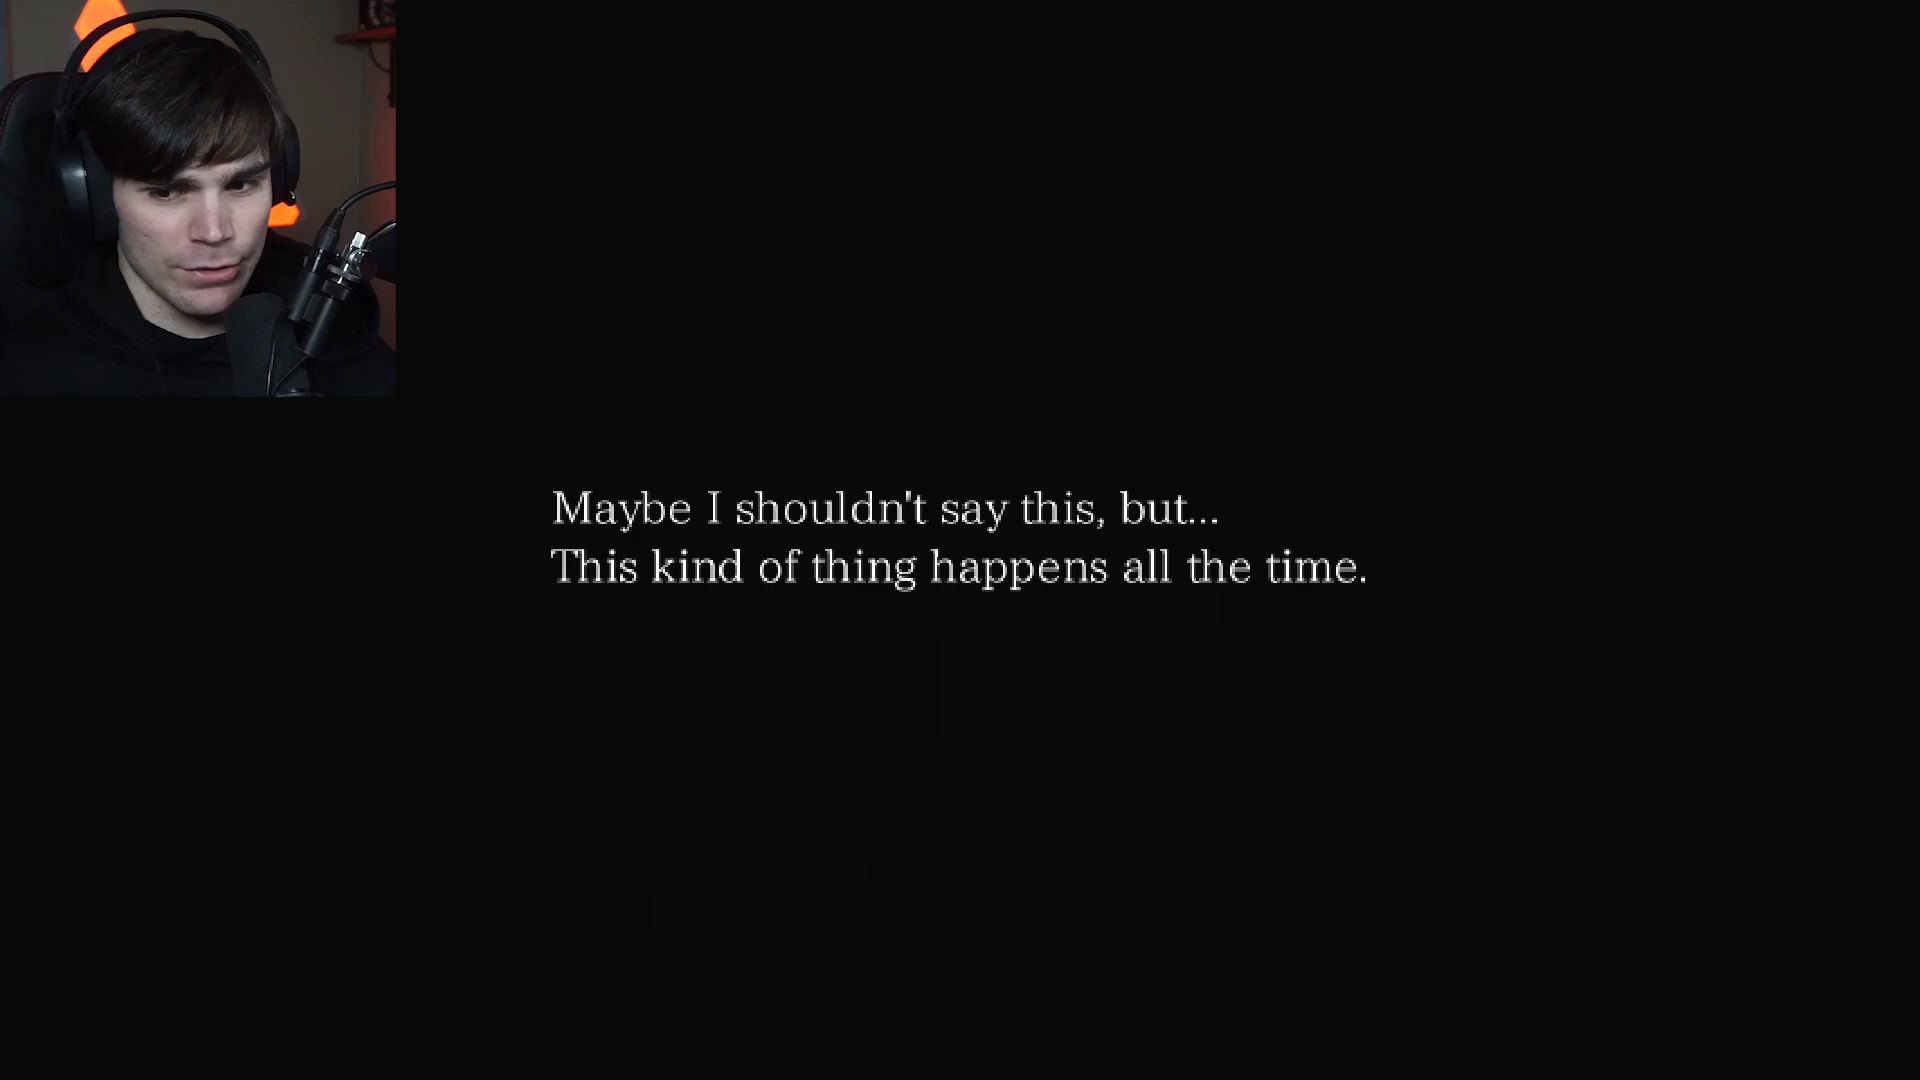 Maybe I shouldn't say this, but...
This kind of thing happens all the time.